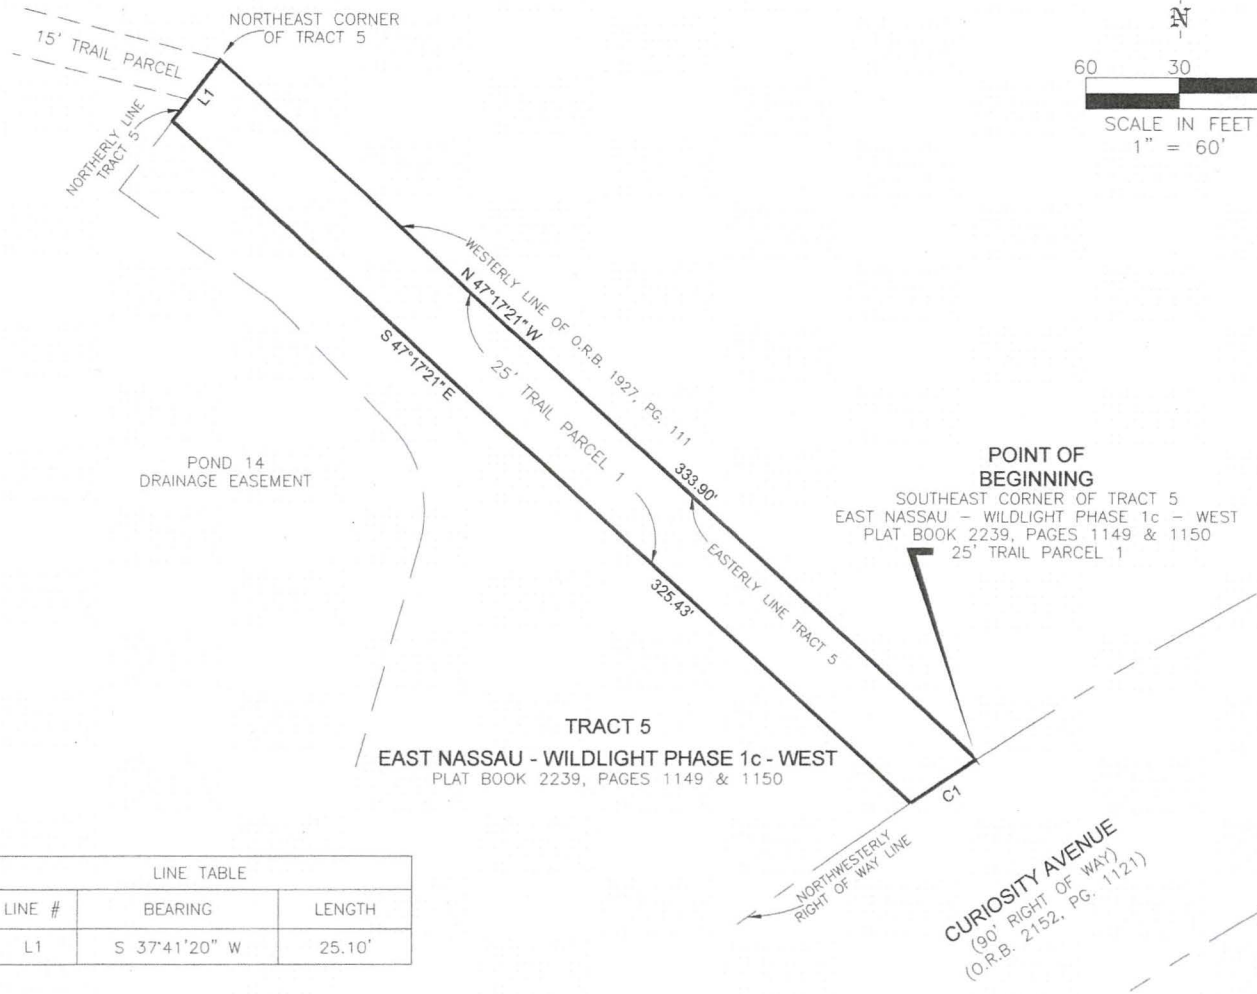 NORTHEAST CORNER
OF TRACT 5
15' TRAIL PARCEL
L1
NORTHERLY LINE
TRACT 5
N
60 30
SCALE IN FEET
1" = 60'
WESTERLY LINE OF O.R.B. 1927, PG. 111
N 47°17'21" W
S 47°17'21" E
25' TRAIL PARCEL 1
333.90'
325.43'
EASTERLY LINE TRACT 5
POND 14
DRAINAGE EASEMENT
POINT OF
BEGINNING
SOUTHEAST CORNER OF TRACT 5
EAST NASSAU - WILDLIGHT PHASE 1c - WEST
PLAT BOOK 2239, PAGES 1149 & 1150
25' TRAIL PARCEL 1
TRACT 5
EAST NASSAU - WILDLIGHT PHASE 1c - WEST
PLAT BOOK 2239, PAGES 1149 & 1150
C1
NORTHWESTERLY
RIGHT OF WAY LINE
CURIOSITY AVENUE
(90' RIGHT OF WAY)
(O.R.B. 2152, PG. 1121)
LINE TABLE
LINE # BEARING LENGTH
L1 S 37°41'20" W 25.10'